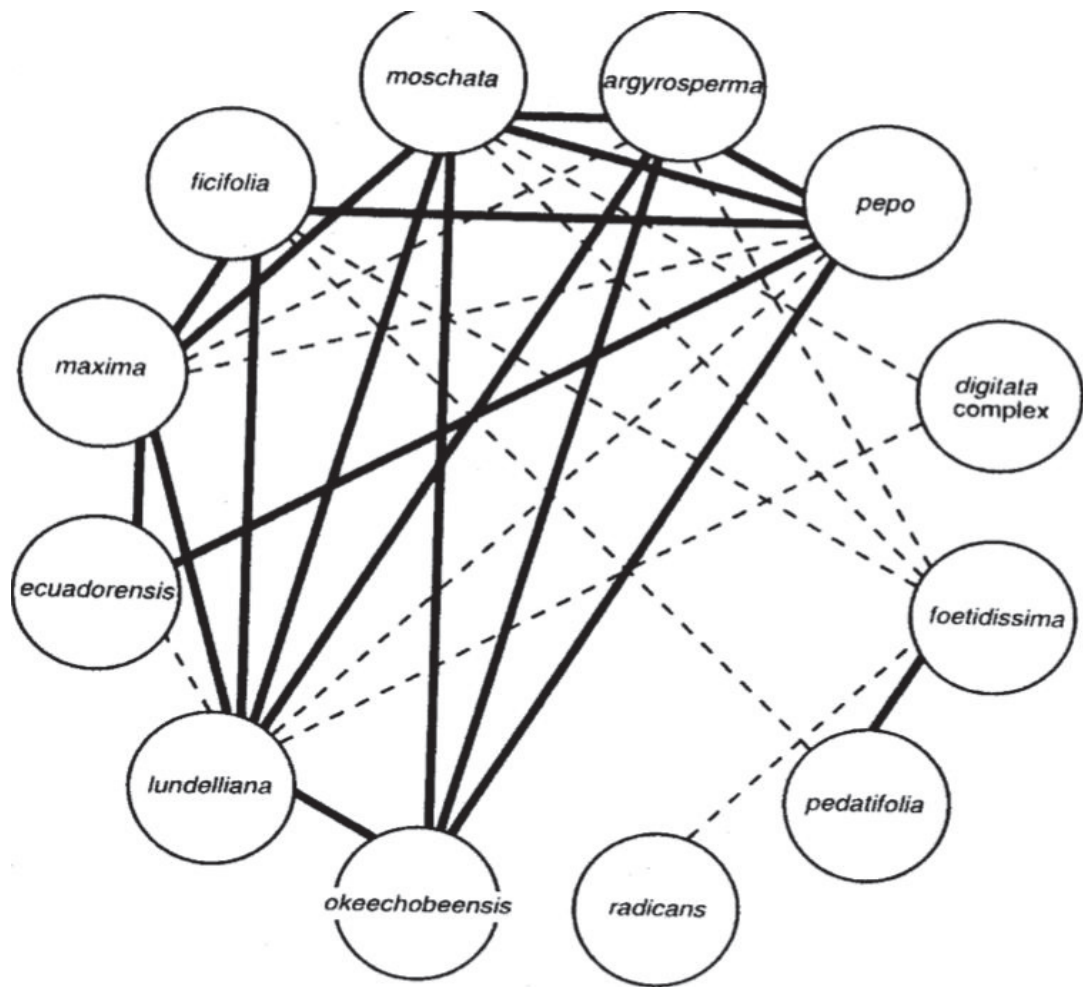 moschata
argyrosperma
ficifolia
pepo
maxima
digitata
complex
ecuadorensis
foetidissima
lundelliana
pedatifolia
okeechobeensis
radicans